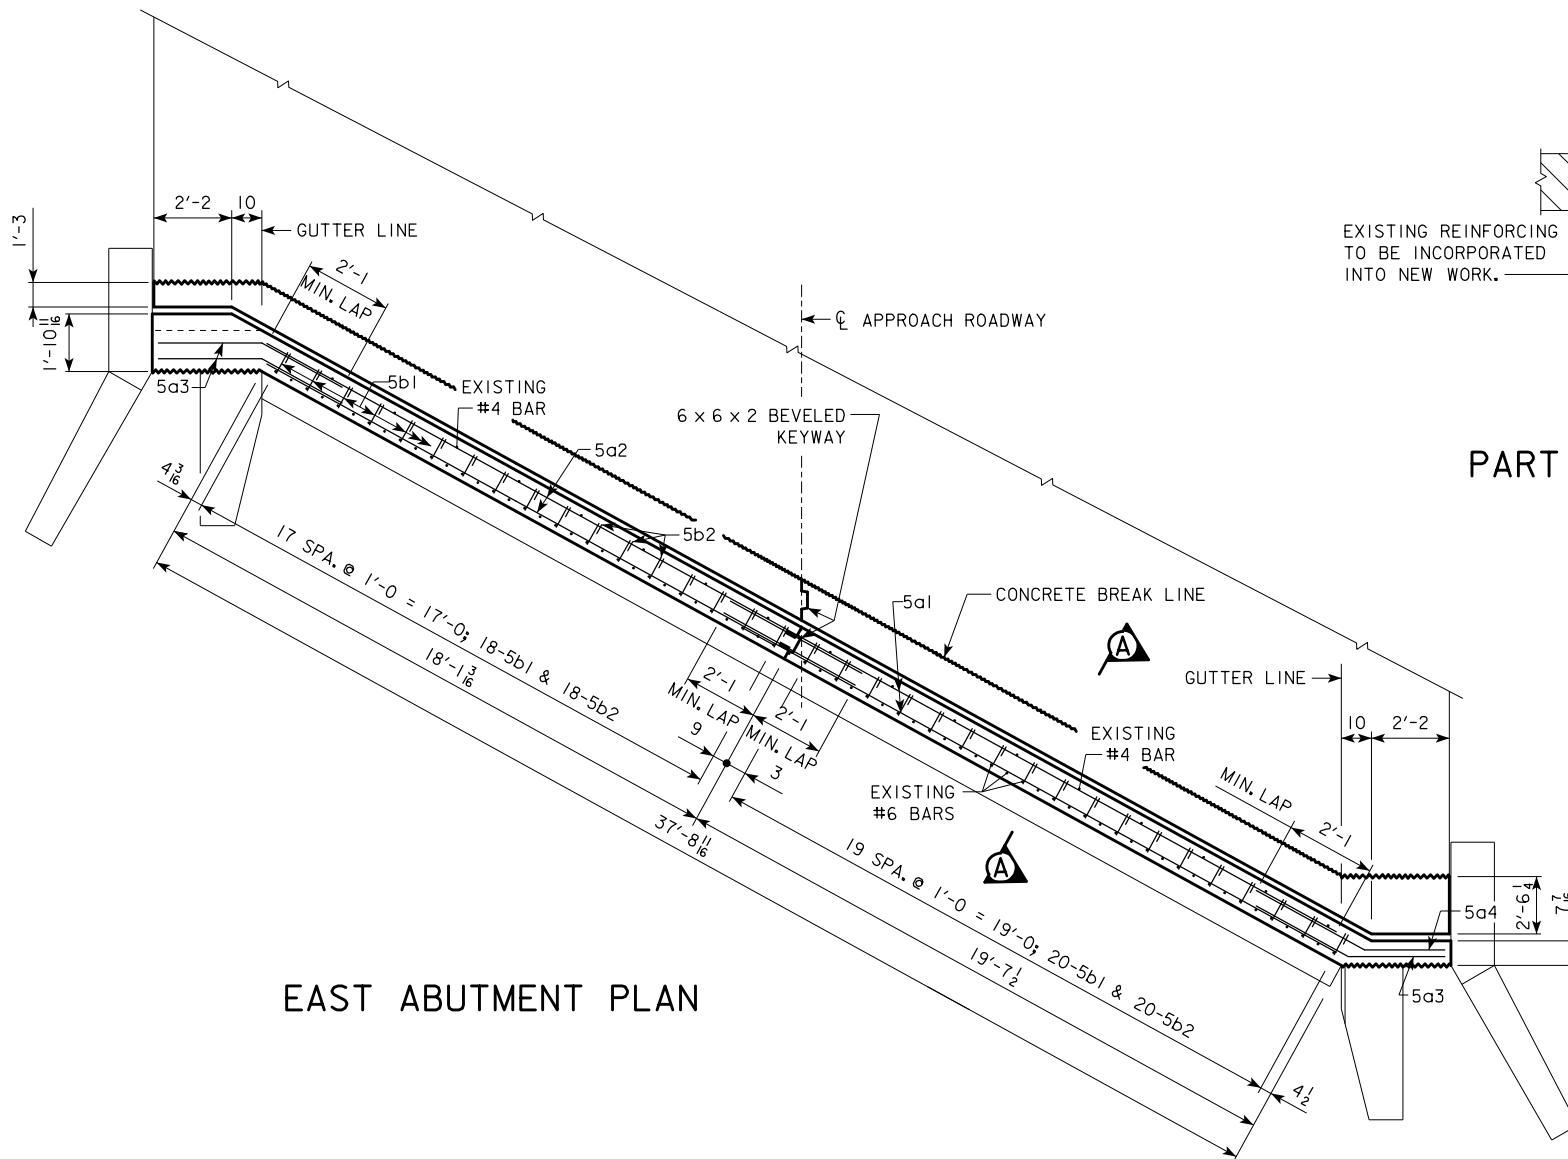 2'-2
10
GUTTER LINE
1'-3
1'-10 11/16
2'-1
MIN. LAP
℄ APPROACH ROADWAY
EXISTING REINFORCING
TO BE INCORPORATED
INTO NEW WORK.
5a3
5b1
EXISTING
#4 BAR
6 x 6 x 2 BEVELED
KEYWAY
5a2
5b2
PART
4 3/16
17 SPA. @ 1'-0 = 17'-0; 18-5b1 & 18-5b2
18'-1 3/16
37'-8 11/16
5a1
CONCRETE BREAK LINE
A
GUTTER LINE
10
2'-2
2'-1
MIN. LAP
2'-1
MIN. LAP
9
3
EXISTING
#4 BAR
EXISTING
#6 BARS
A
MIN. LAP
2'-1
19 SPA. @ 1'-0 = 19'-0; 20-5b1 & 20-5b2
19'-7 1/2
4 1/2
5a4
5a3
2'-6 1/4
7 7/16
EAST ABUTMENT PLAN